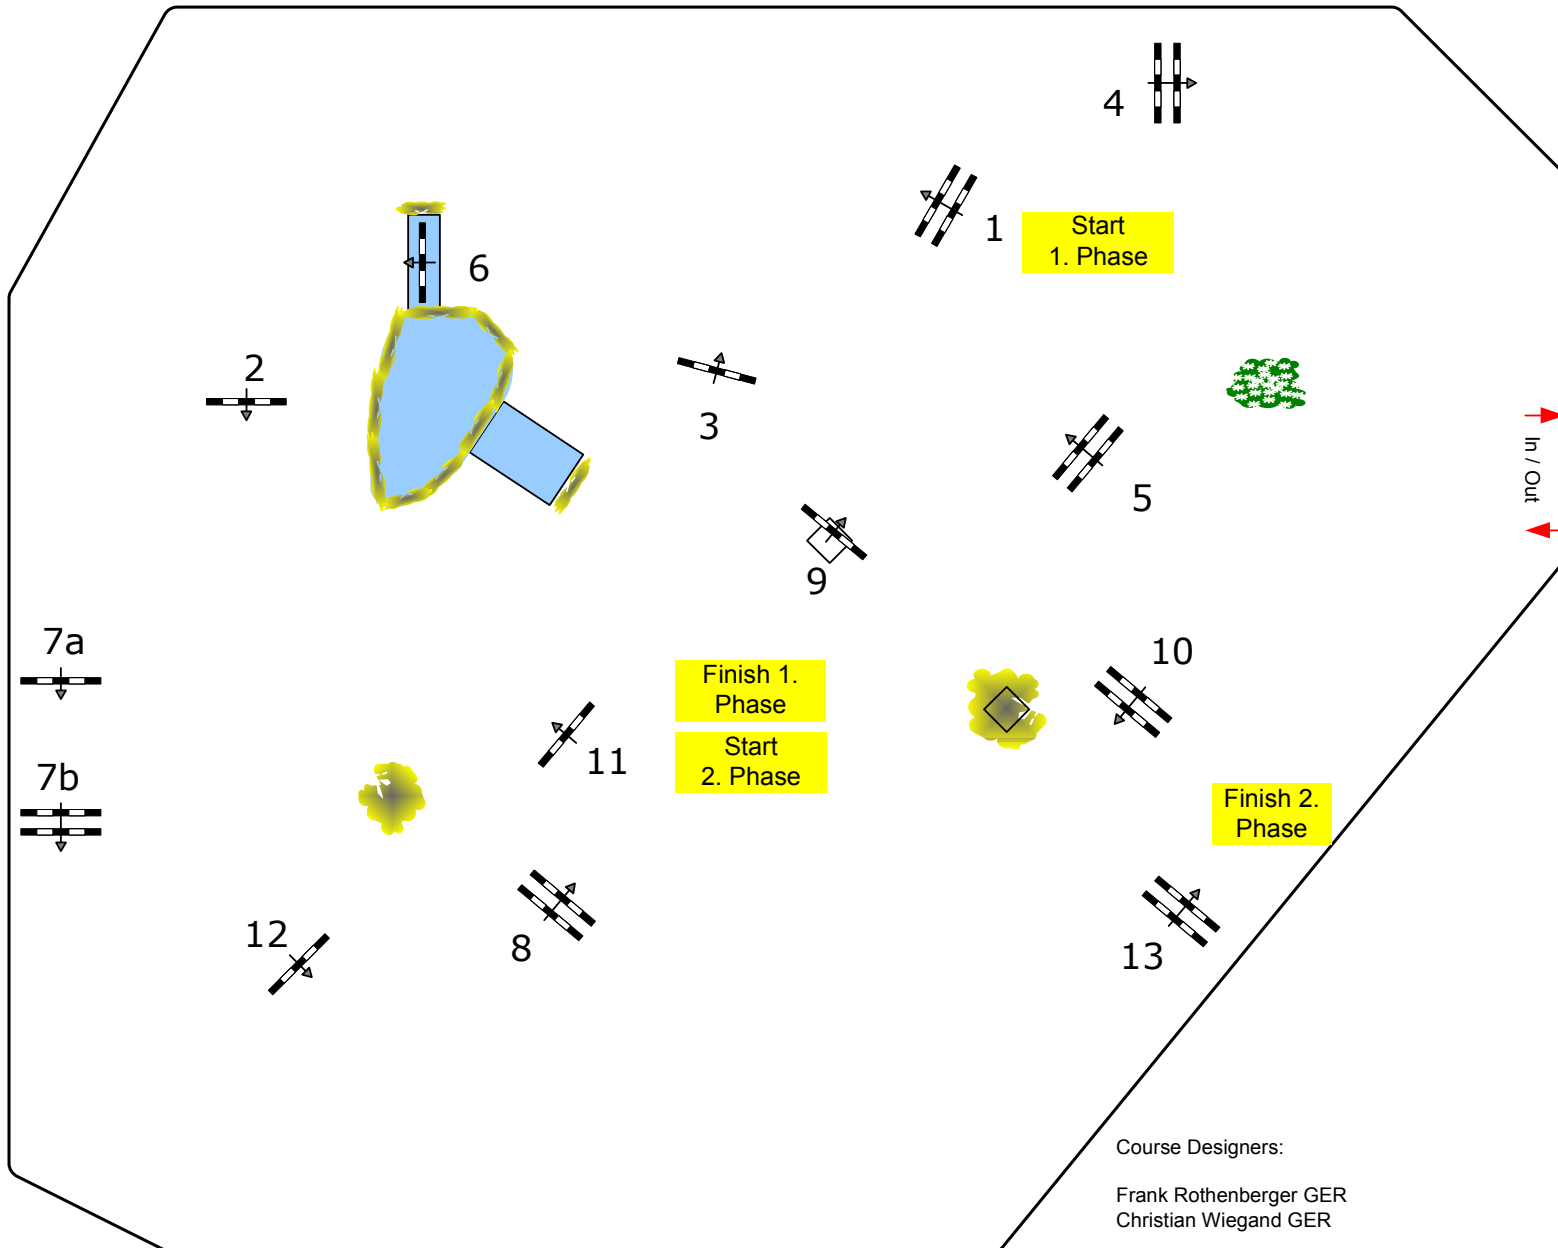 4
1
Start
1. Phase
6
2
3
In / Out
5
9
7a
10
Finish 1.
Phase
11
Start
2. Phase
7b
Finish 2.
Phase
12
8
13
Course Designers:
Frank Rothenberger GER
Christian Wiegand GER